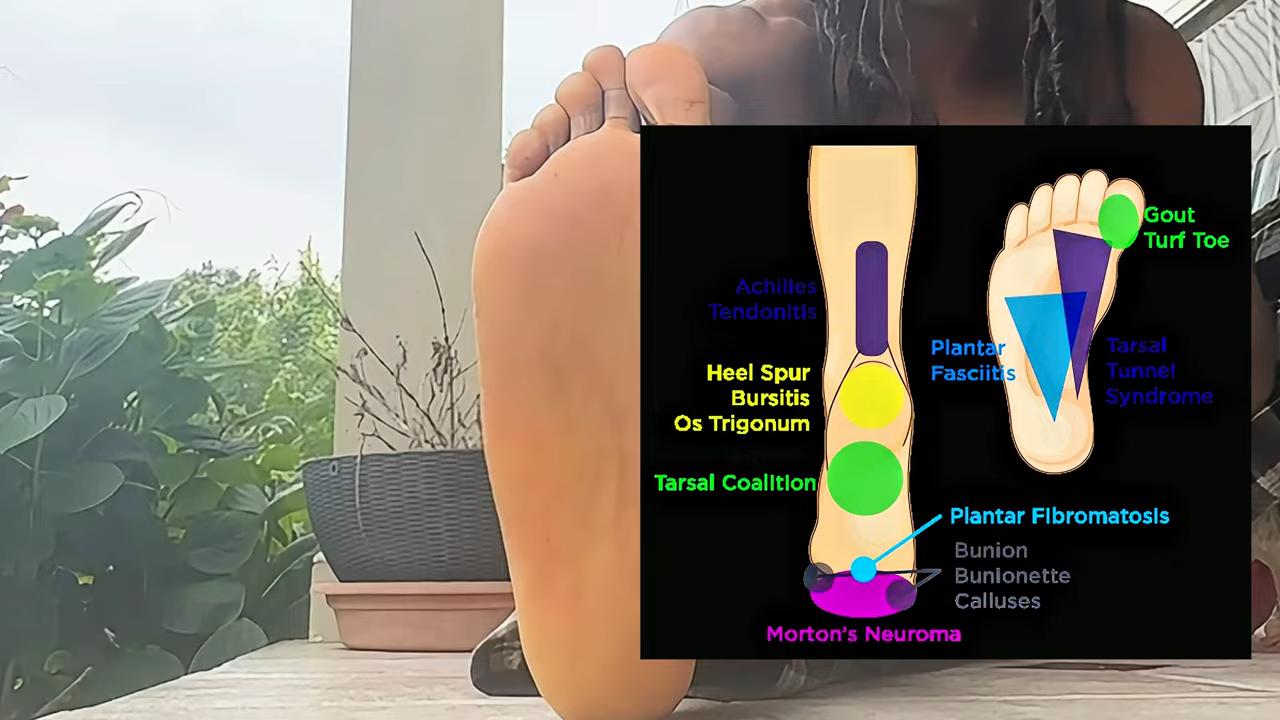 Gout
Turf Toe
Achilles
Tendonitis
Plantar
Fasciitis
Tarsal
Tunnel
Syndrome
Heel Spur
Bursitis
Os Trigonum
Tarsal Coalition
Plantar Fibromatosis
Bunion
Bunionette
Calluses
Morton's Neuroma